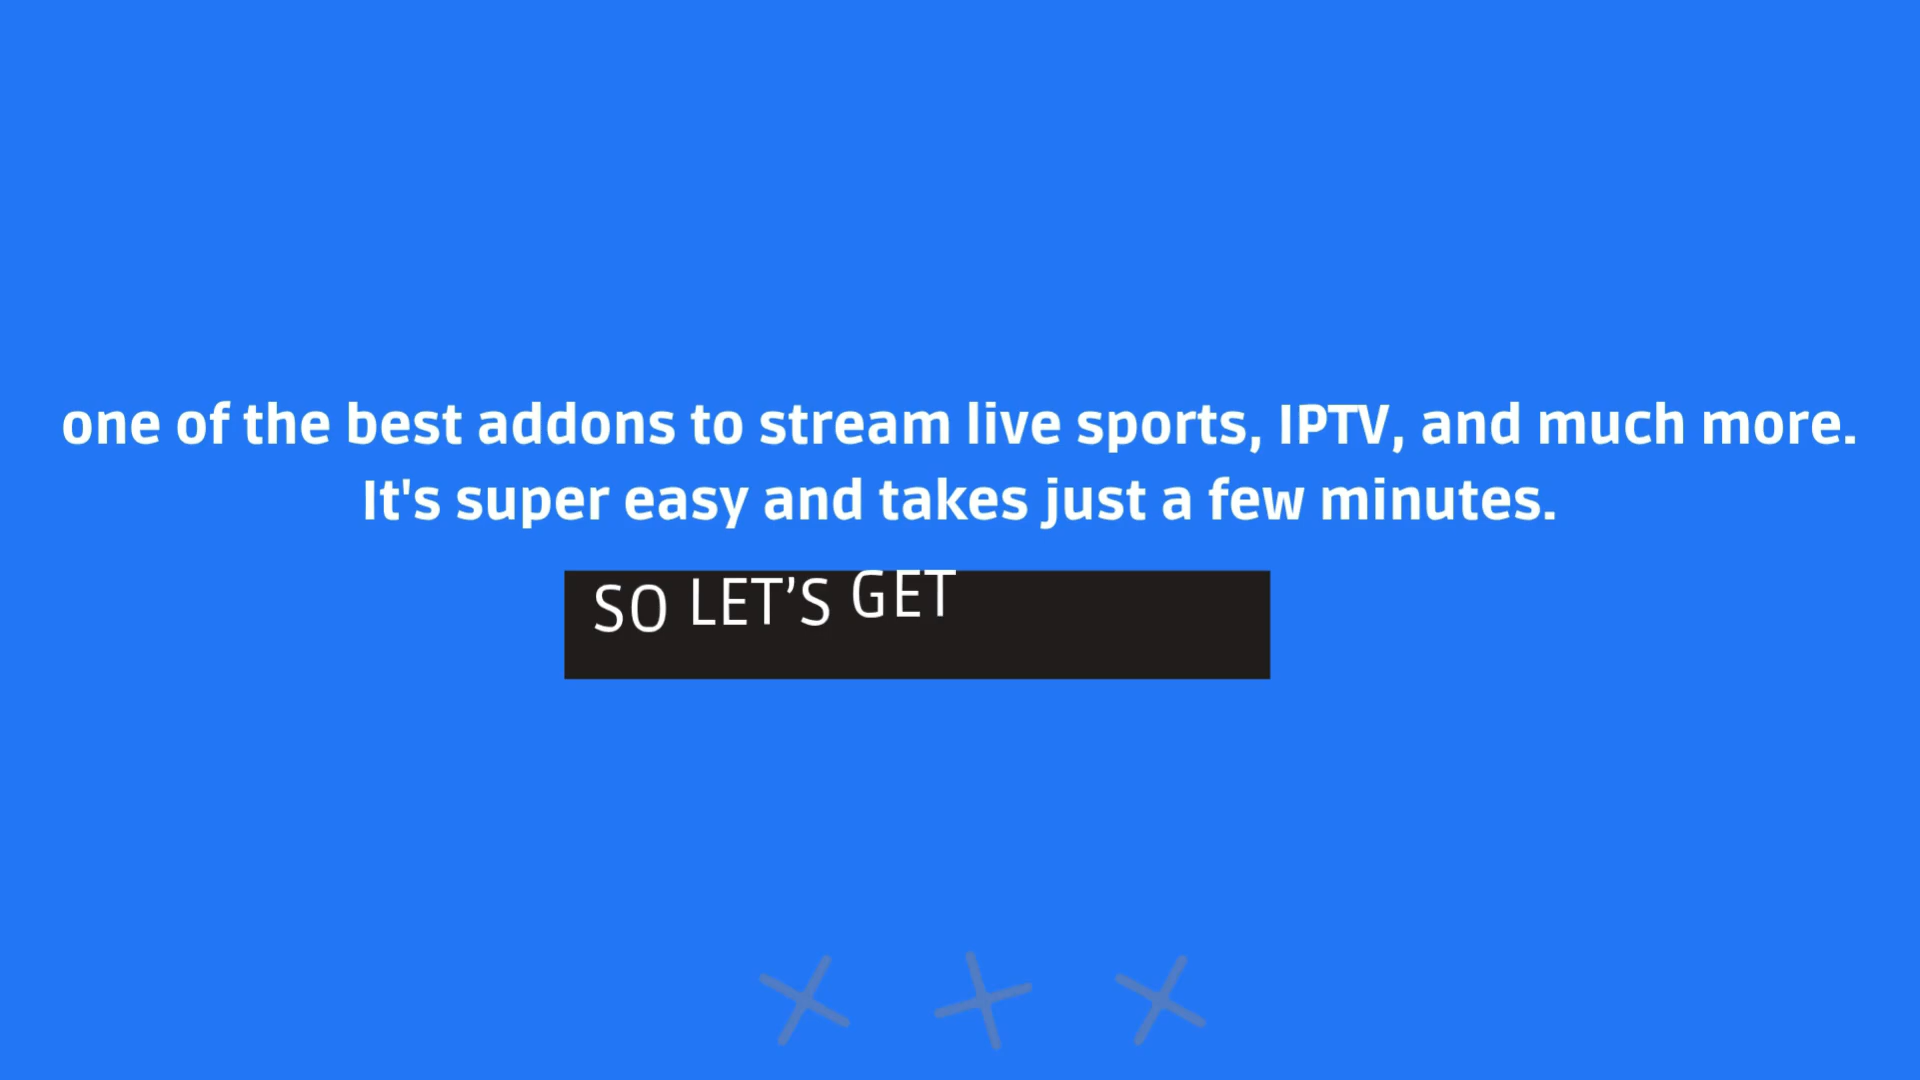 one of the best addons to stream live sports, IPTV, and much more.
It's super easy and takes just a few minutes.
SO LET’S GET